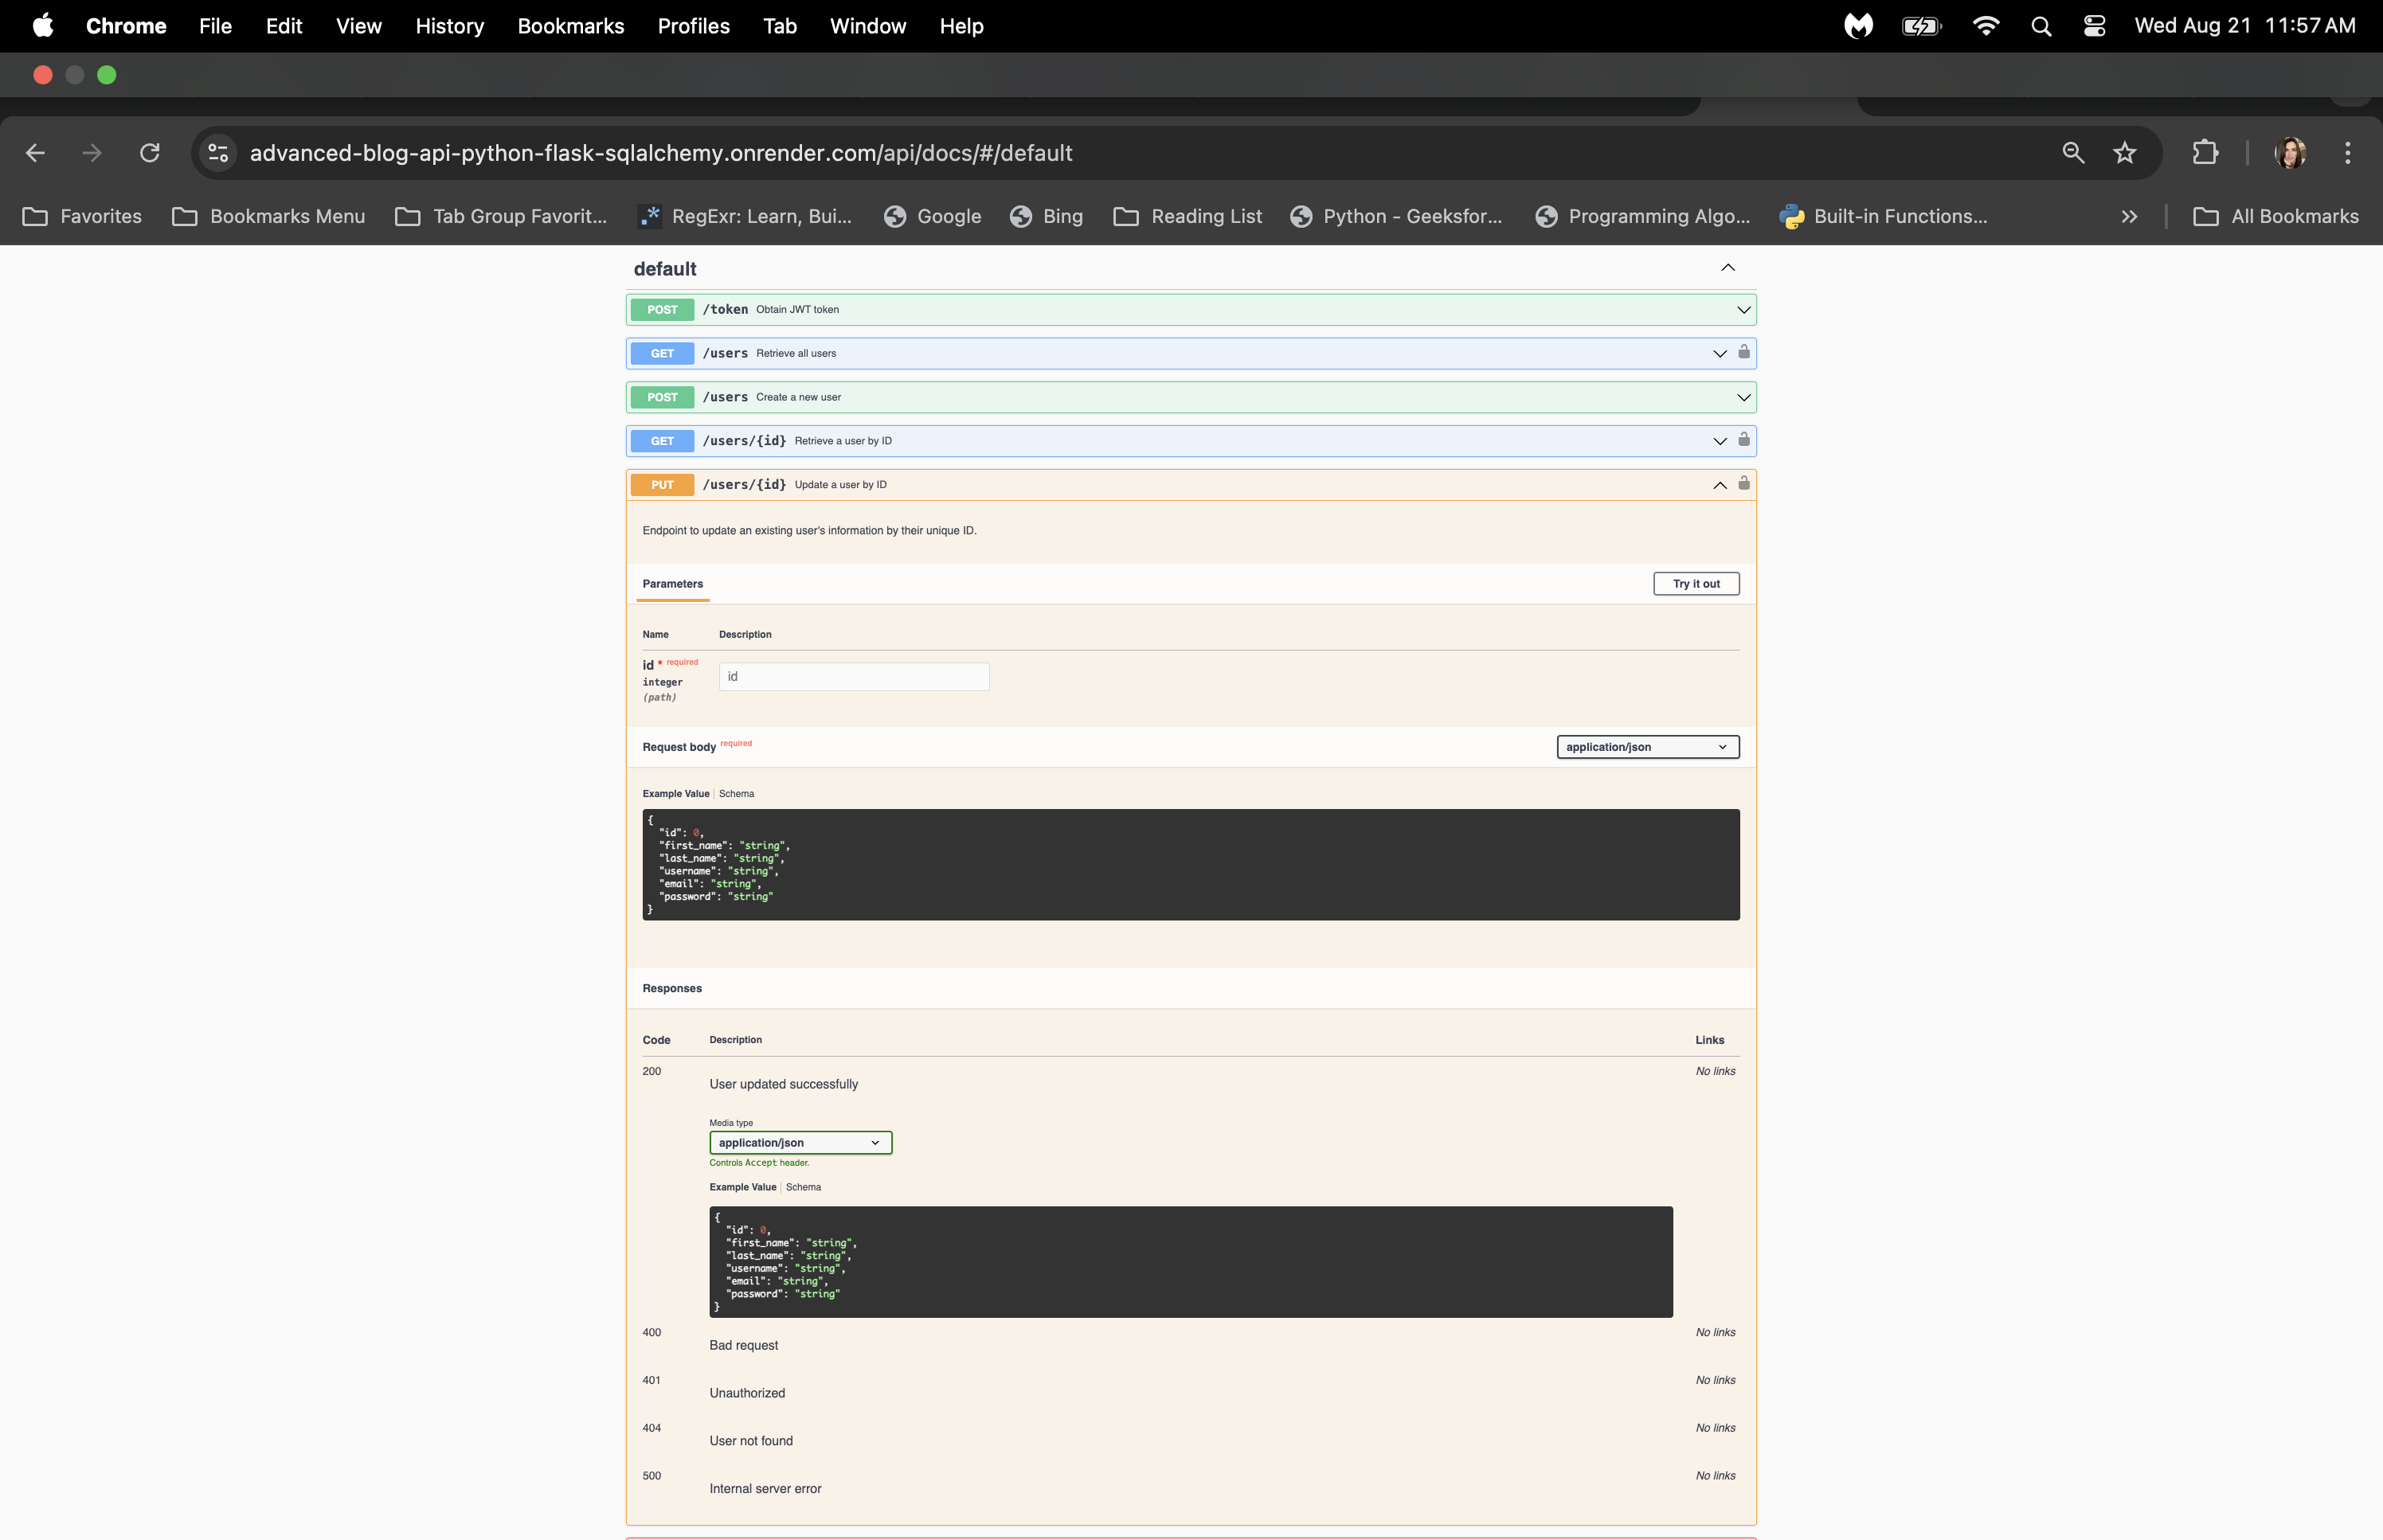 Chrome File Edit View History Bookmarks Profiles Tab Window Help Wed Aug 21 11:57 AM
advanced-blog-api-python-flask-sqlalchemy.onrender.com/api/docs/#/default
Favorites Bookmarks Menu Tab Group Favorit... RegExr: Learn, Bui... Google Bing Reading List Python - Geeksfor... Programming Algo... Built-in Functions... » All Bookmarks
default
POST /token Obtain JWT token
GET /users Retrieve all users
POST /users Create a new user
GET /users/{id} Retrieve a user by ID
PUT /users/{id} Update a user by ID
Endpoint to update an existing user's information by their unique ID.
Parameters Try it out
Name Description
id * required
integer
(path)
id
Request body required application/json
Example Value Schema
{
"id": 0,
"first_name": "string",
"last_name": "string",
"username": "string",
"email": "string",
"password": "string"
}
Responses
Code Description Links
200 No links
User updated successfully
Media type
application/json
Controls Accept header.
Example Value Schema
{
"id": 0,
"first_name": "string",
"last_name": "string",
"username": "string",
"email": "string",
"password": "string"
}
400 No links
Bad request
401 No links
Unauthorized
404 No links
User not found
500 No links
Internal server error